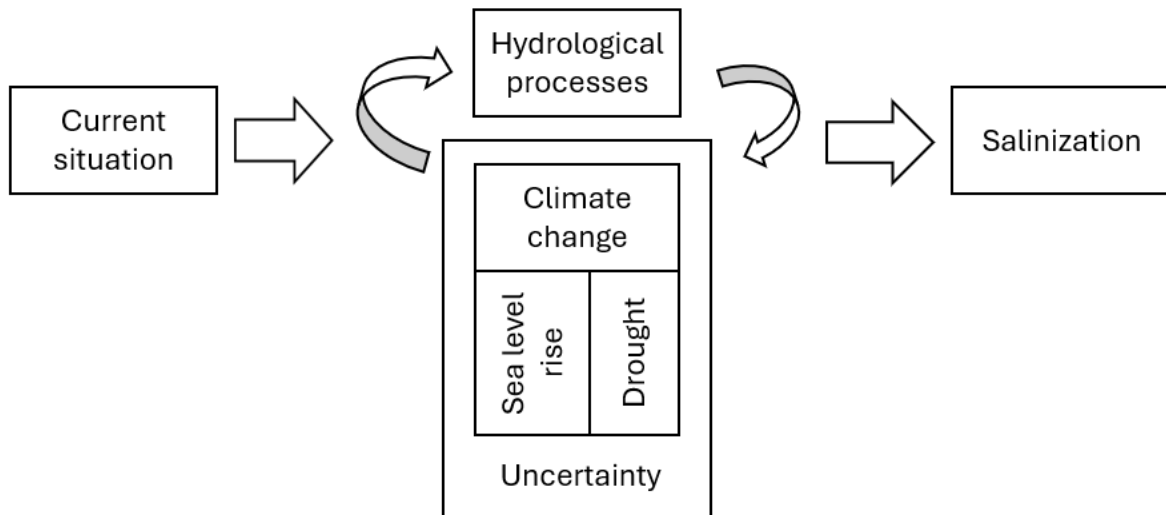 Hydrological
processes
Current
situation
Salinization
Climate
change
Sea level
rise
Drought
Uncertainty